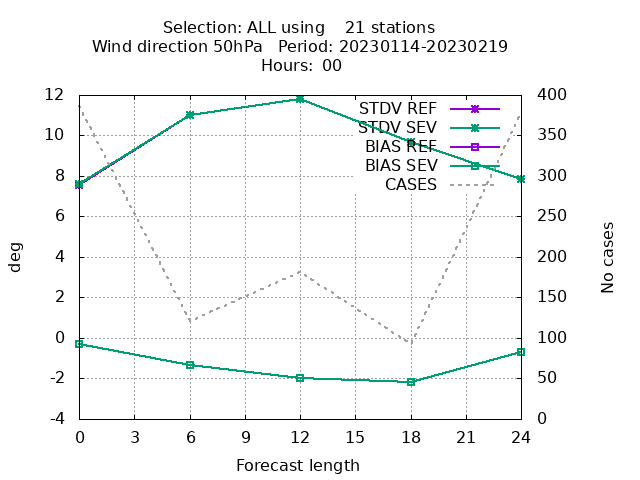 Selection: ALL using    21 stations
Wind direction 50hPa   Period: 20230114-20230219
Hours: 00
12
10
8
6
4
2
0
-2
-4
400
350
300
250
200
150
100
50
0
STDV REF
STDV SEV
BIAS REF
BIAS SEV
CASES
deg
No cases
0 3 6 9 12 15 18 21 24
Forecast length